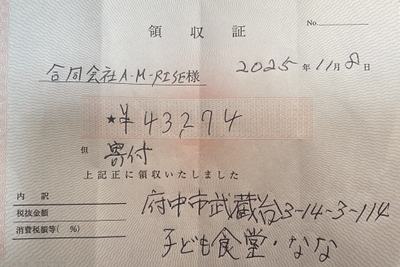 領収証 No.
合同会社A-M-RISE様 2025年11月8日
★¥43,274
但 寄付
上記正に領収いたしました
内訳
税抜金額
消費税額等( %)
府中市武蔵台3-14-3-114
子ども食堂・なな